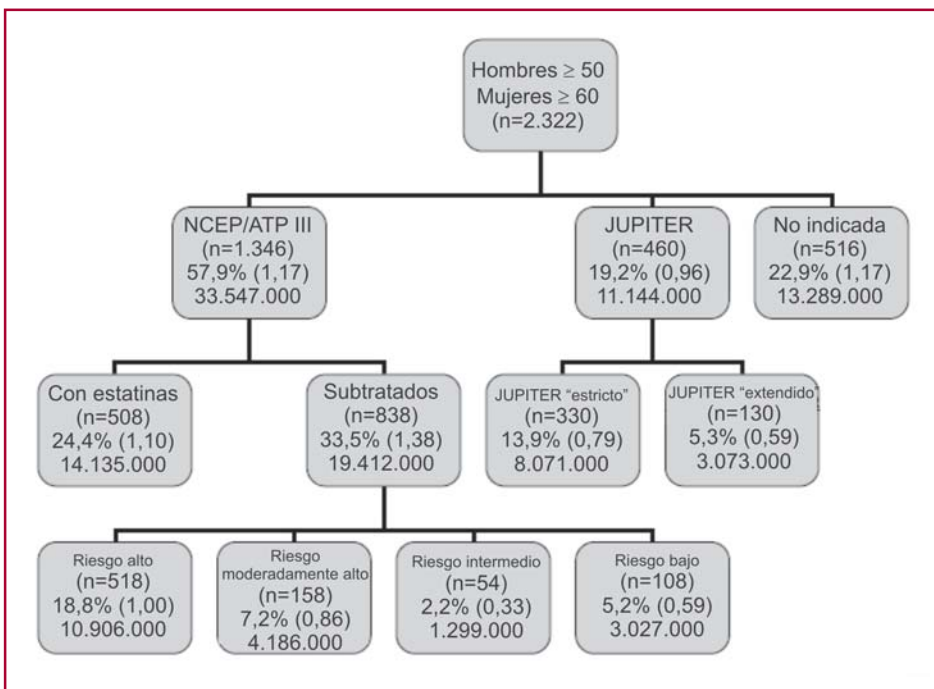 Hombres ≥ 50
Mujeres ≥ 60
(n=2.322)
NCEP/ATP III
(n=1.346)
57,9% (1,17)
33.547.000
JUPITER
(n=460)
19,2% (0,96)
11.144.000
No indicada
(n=516)
22,9% (1,17)
13.289.000
Con estatinas
(n=508)
24,4% (1,10)
14.135.000
Subtratados
(n=838)
33,5% (1,38)
19.412.000
JUPITER “estricto”
(n=330)
13,9% (0,79)
8.071.000
JUPITER “extendido”
(n=130)
5,3% (0,59)
3.073.000
Riesgo alto
(n=518)
18,8% (1,00)
10.906.000
Riesgo
moderadamente alto
(n=158)
7,2% (0,86)
4.186.000
Riesgo intermedio
(n=54)
2,2% (0,33)
1.299.000
Riesgo bajo
(n=108)
5,2% (0,59)
3.027.000